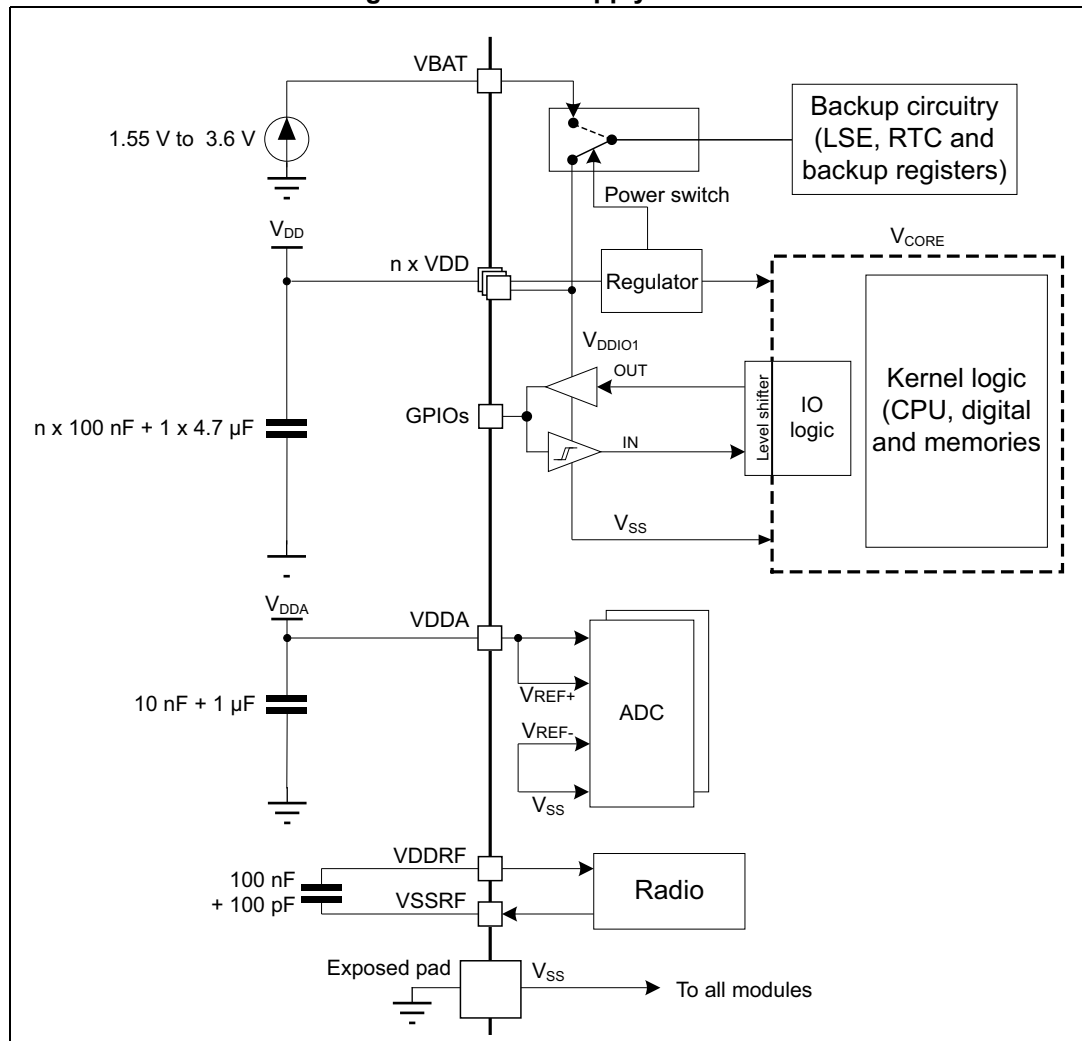 VBAT
1.55 V to 3.6 V
Backup circuitry
(LSE, RTC and
backup registers)
Power switch
VDD
n x VDD
Regulator
VCORE
VDDIO1
OUT
GPIOs
IN
Level shifter
IO
logic
Kernel logic
(CPU, digital
and memories
n x 100 nF + 1 x 4.7 µF
VSS
VDDA
VDDA
10 nF + 1 µF
VREF+
VREF-
VSS
ADC
VDDRF
100 nF
+ 100 pF
VSSRF
Radio
Exposed pad
VSS
To all modules